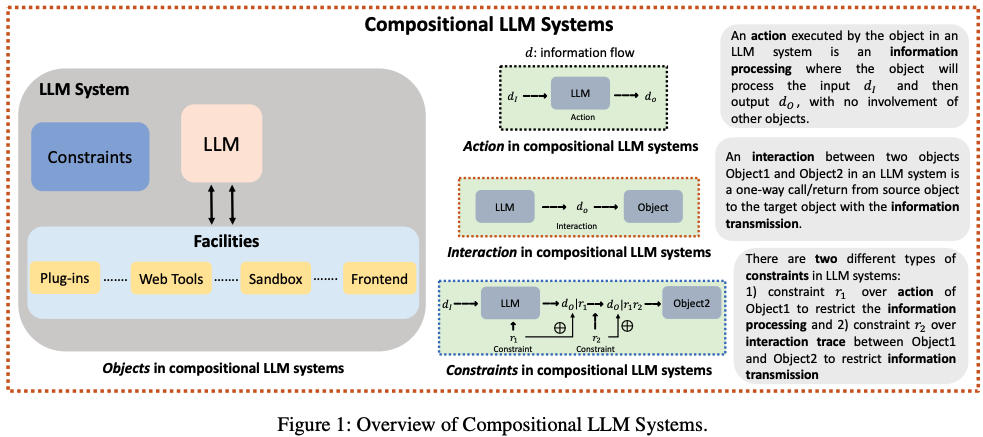 Compositional LLM Systems
LLM System
Constraints
LLM
Facilities
Plug-ins ...... Web Tools ...... Sandbox ...... Frontend
Objects in compositional LLM systems
d: information flow
d_I LLM d_o
Action
Action in compositional LLM systems
LLM d_o Object
Interaction
Interaction in compositional LLM systems
d_I LLM d_O|r_1 d_O|r_1r_2 Object2
⊕ ⊕
r_1 r_2
Constraint Constraint
Constraints in compositional LLM systems
An action executed by the object in an
LLM system is an information
processing where the object will
process the input d_I and then
output d_O, with no involvement of
other objects.
An interaction between two objects
Object1 and Object2 in an LLM system is
a one-way call/return from source object
to the target object with the information
transmission.
There are two different types of
constraints in LLM systems:
1) constraint r_1 over action of
Object1 to restrict the information
processing and 2) constraint r_2 over
interaction trace between Object1
and Object2 to restrict information
transmission
Figure 1: Overview of Compositional LLM Systems.